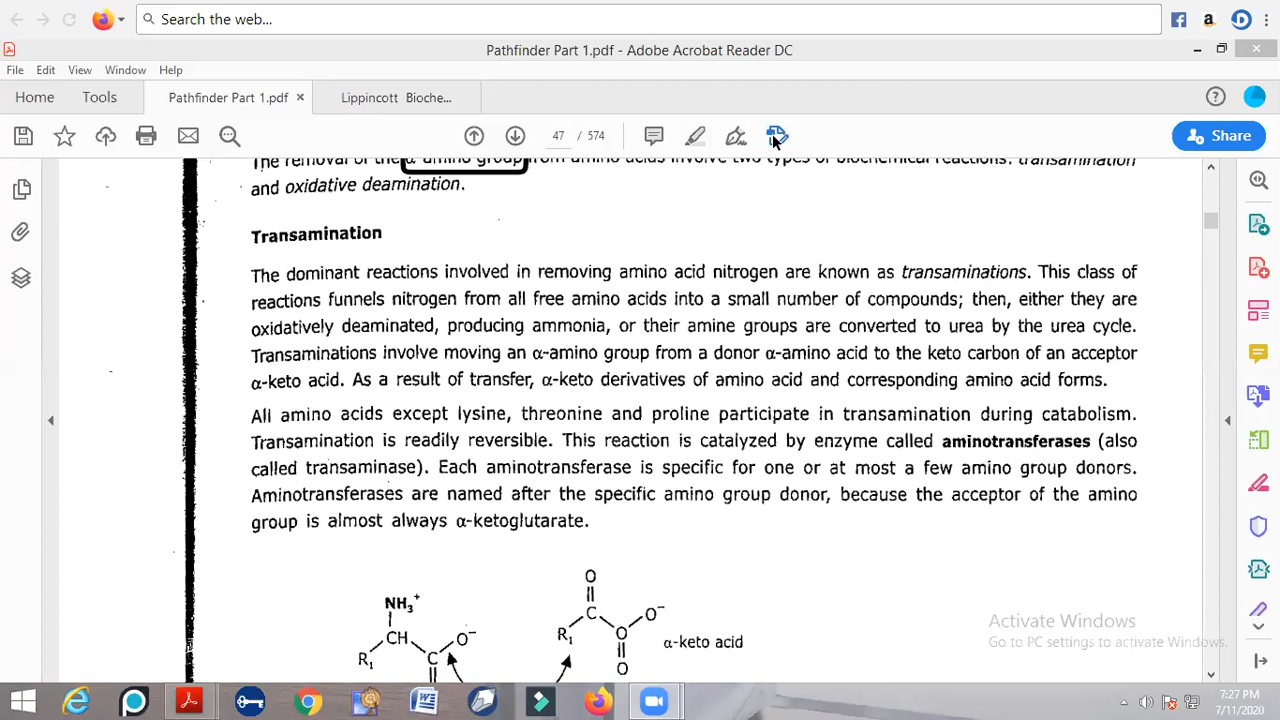 Search the web...
Pathfinder Part 1.pdf - Adobe Acrobat Reader DC
File Edit View Window Help
Home Tools Pathfinder Part 1.pdf × Lippincott Bioche...
47 / 574 Share
The removal of the α-amino group from amino acids involve two types of biochemical reactions: transamination
and oxidative deamination.
Transamination
The dominant reactions involved in removing amino acid nitrogen are known as transaminations. This class of
reactions funnels nitrogen from all free amino acids into a small number of compounds; then, either they are
oxidatively deaminated, producing ammonia, or their amine groups are converted to urea by the urea cycle.
Transaminations involve moving an α-amino group from a donor α-amino acid to the keto carbon of an acceptor
α-keto acid. As a result of transfer, α-keto derivatives of amino acid and corresponding amino acid forms.
All amino acids except lysine, threonine and proline participate in transamination during catabolism.
Transamination is readily reversible. This reaction is catalyzed by enzyme called aminotransferases (also
called transaminase). Each aminotransferase is specific for one or at most a few amino group donors.
Aminotransferases are named after the specific amino group donor, because the acceptor of the amino
group is almost always α-ketoglutarate.
O
NH₃⁺ C O⁻
CH O⁻ R₁ O α-keto acid
R₁ C O
Activate Windows
Go to PC settings to activate Windows.
7:27 PM
7/11/2020